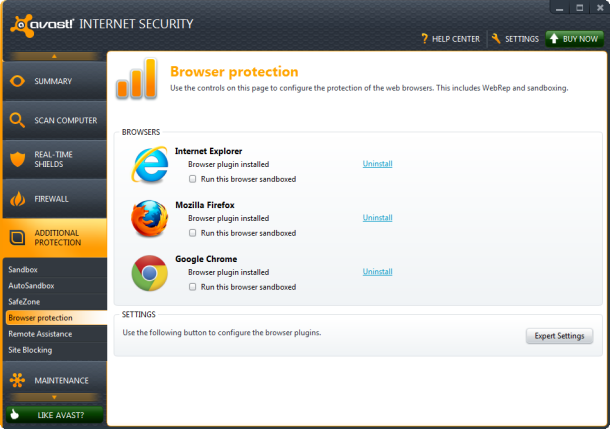 avast! INTERNET SECURITY
? HELP CENTER
SETTINGS
BUY NOW
SUMMARY
SCAN COMPUTER
REAL-TIME
SHIELDS
FIREWALL
ADDITIONAL
PROTECTION
Sandbox
AutoSandbox
SafeZone
Browser protection
Remote Assistance
Site Blocking
MAINTENANCE
LIKE AVAST?
Browser protection
Use the controls on this page to configure the protection of the web browsers. This includes WebRep and sandboxing.
BROWSERS
Internet Explorer
Browser plugin installed Uninstall
Run this browser sandboxed
Mozilla Firefox
Browser plugin installed Uninstall
Run this browser sandboxed
Google Chrome
Browser plugin installed Uninstall
Run this browser sandboxed
SETTINGS
Use the following button to configure the browser plugins. Expert Settings